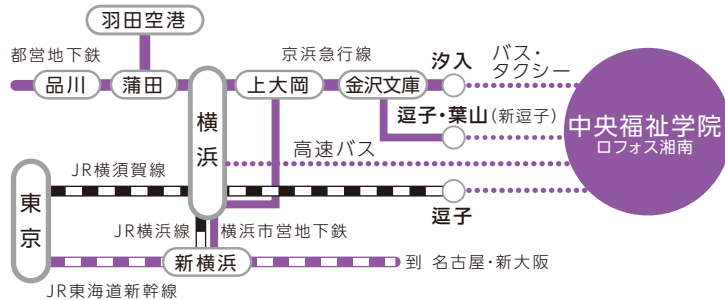 羽田空港
都営地下鉄
京浜急行線
品川
蒲田
横浜
上大岡
金沢文庫
汐入
バス・
タクシー
逗子・葉山(新逗子)
中央福祉学院
ロフォス湘南
高速バス
JR横須賀線
東京
逗子
JR横浜線
横浜市営地下鉄
新横浜
到 名古屋・新大阪
JR東海道新幹線